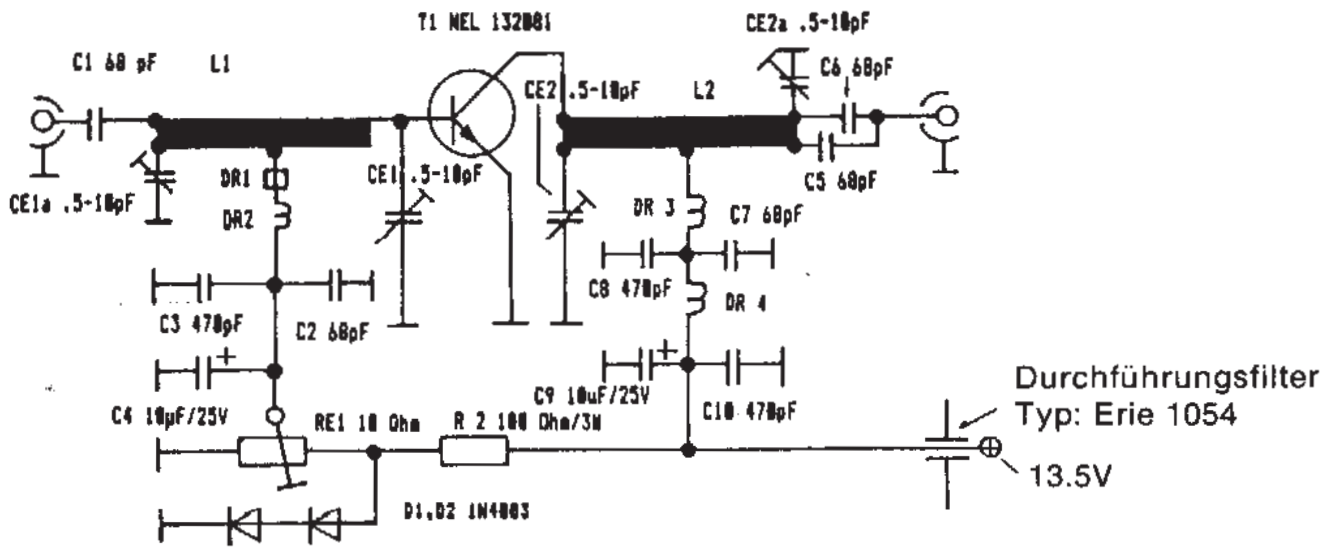 T1 NEL 132081
CE2a .5-10pF
C1 68 pF
L1
C6 68pF
CE2 .5-10pF
L2
DR1
CE1 .5-10pF
C5 68pF
CE1a .5-10pF
DR2
DR 3
C7 68pF
C8 470pF
DR 4
C3 470pF
C2 68pF
Durchführungsfilter
Typ: Erie 1054
C4 10µF/25V
C9 10uF/25V
C10 470pF
RE1 10 Ohm
R 2 100 Ohm/3W
13.5V
D1,D2 1N4003